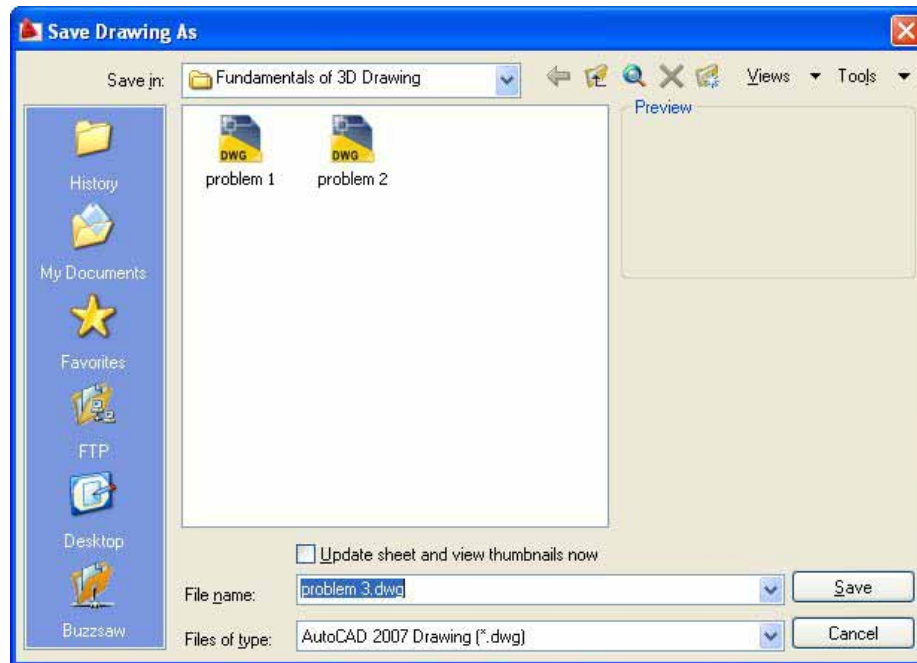 Save Drawing As
Save in:
Fundamentals of 3D Drawing
Views
Tools
History
My Documents
Favorites
FTP
Desktop
Buzzsaw
DWG
problem 1
DWG
problem 2
Preview
Update sheet and view thumbnails now
File name:
problem 3.dwg
Save
Files of type:
AutoCAD 2007 Drawing (*.dwg)
Cancel